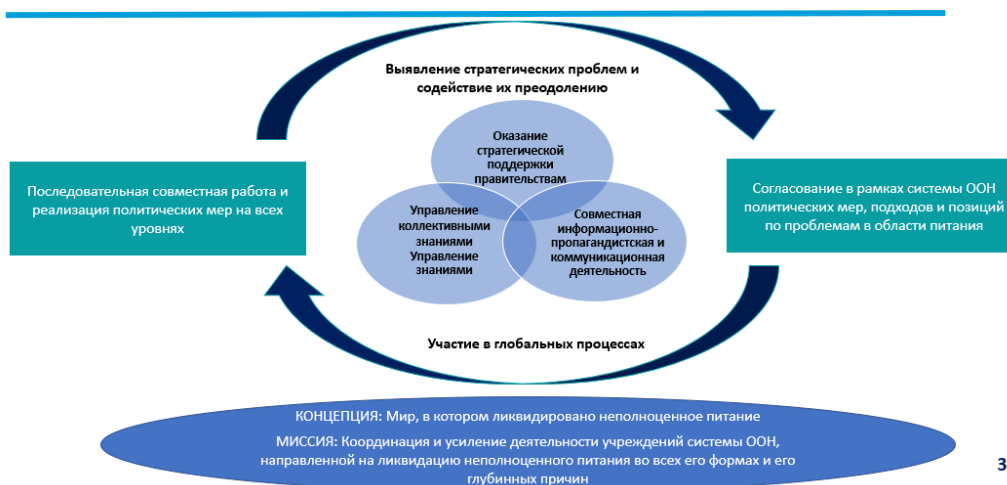 Выявление стратегических проблем и
содействие их преодолению
Оказание
стратегической
поддержки
правительствам
Последовательная совместная работа и
реализация политических мер на всех
уровнях
Управление
коллективными
знаниями
Управление
знаниями
Совместная
информационно-
пропагандистская и
коммуникационная
деятельность
Согласование в рамках системы ООН
политических мер, подходов и позиций
по проблемам в области питания
Участие в глобальных процессах
КОНЦЕПЦИЯ: Мир, в котором ликвидировано неполноценное питание
МИССИЯ: Координация и усиление деятельности учреждений системы ООН,
направленной на ликвидацию неполноценного питания во всех его формах и его
глубинных причин
3